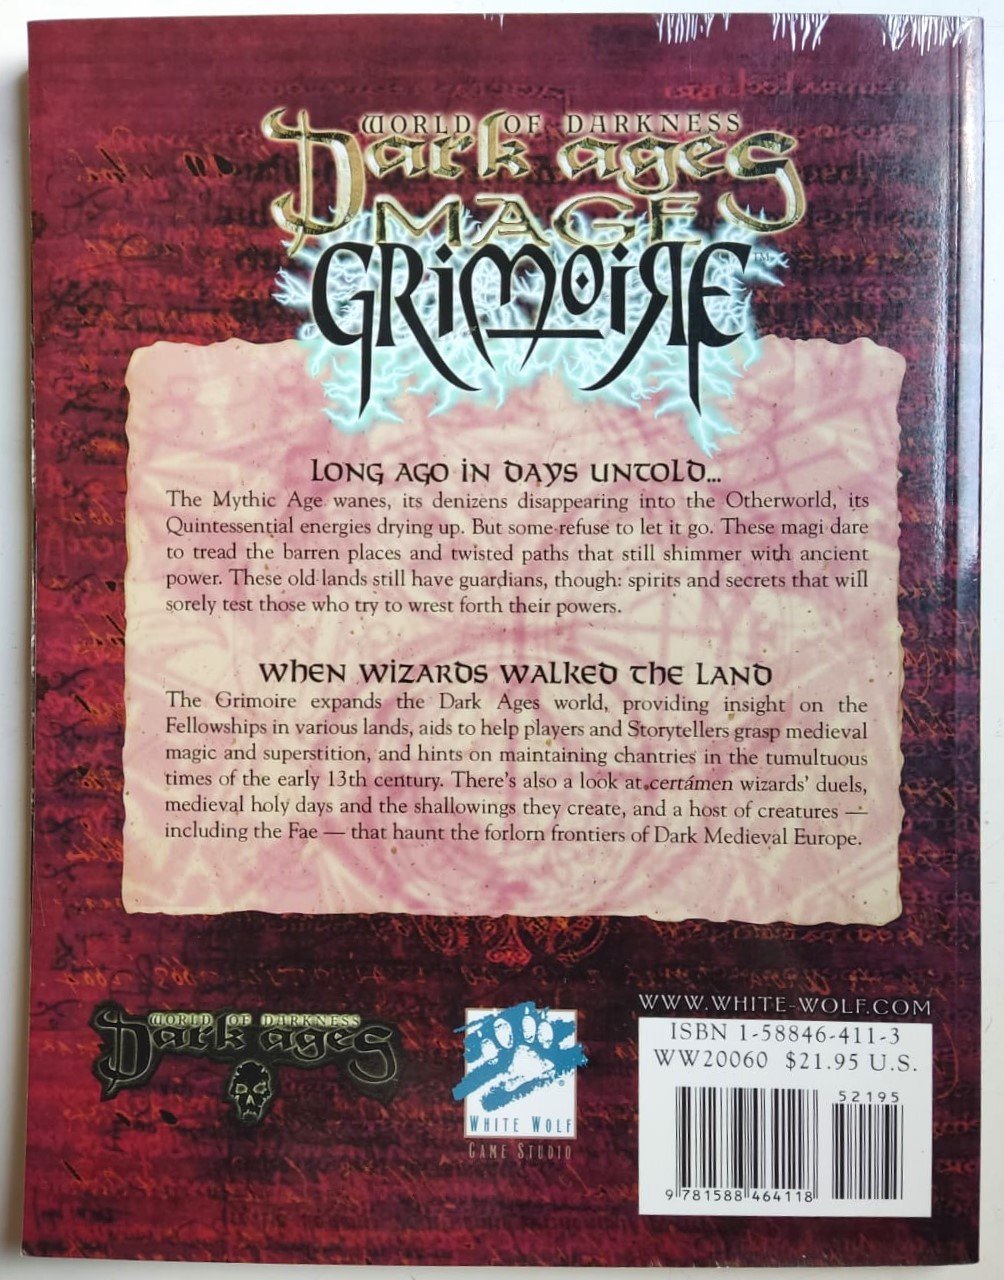 WORLD OF DARKNESS
Dark ages
MAGE
GRIMOIRE™
LONG AGO IN DAYS UNTOLD...
The Mythic Age wanes, its denizens disappearing into the Otherworld, its
Quintessential energies drying up. But some refuse to let it go. These magi dare
to tread the barren places and twisted paths that still shimmer with ancient
power. These old lands still have guardians, though: spirits and secrets that will
sorely test those who try to wrest forth their powers.
WHEN WIZARDS WALKED THE LAND
The Grimoire expands the Dark Ages world, providing insight on the
Fellowships in various lands, aids to help players and Storytellers grasp medieval
magic and superstition, and hints on maintaining chantries in the tumultuous
times of the early 13th century. There's also a look at certámen wizards' duels,
medieval holy days and the shallowings they create, and a host of creatures —
including the Fae — that haunt the forlorn frontiers of Dark Medieval Europe.
WORLD OF DARKNESS
Dark ages
WHITE WOLF
GAME STUDIO
WWW.WHITE-WOLF.COM
ISBN 1-58846-411-3
WW20060 $21.95 U.S.
52195
9 781588 464118